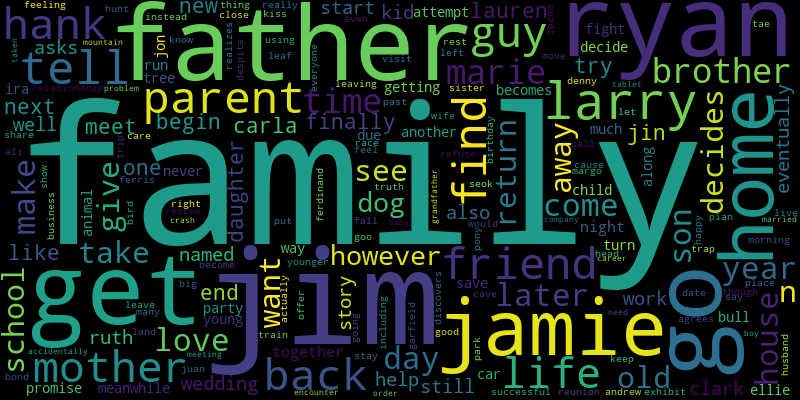 feeling
hunt
thing
close
really
kiss
lauren
attempt
kid
start
new
instead
hank
father
guy
ryan
even
spend
tae
asks
jon
using
fight
decide
taken
tell
run
know
realizes
despite
leaf
everyone
rest
left
visit
move
try
brother
mountain
tree
marie
relationship
problem
ira
parent
time
leaving
getting
becomes
denny
tablet
next
share
well
meet
begin
carla
finally
sister
past
larry
let
due
another
wife
birthday
return
much
jin
decides
home
eventually
ali
care
trip
race
feel
find
away
call
cause
margo
along
make
show
business
animal
give
one
never
daughter
family
see
truth
dog
grandfather
refuse
seok
child
bird
ferris
right
rescue
crash
put
ferdinand
fall
baby
also
would
pony
come
company
son
happy
plan
live
married
like
take
named
way
however
goo
younger
friend
night
turn
head
career
trap
morning
year
get
jim
want
actually
offer
story
including
going
garfield
discovers
save
cave
later
work
date
say
though
place
n
school
leave
many
big
become
end
party
young
train
together
good
park
jamie
go
bull
agrees
boy
house
husband
accidentally
land
ruth
love
meeting
mother
back
day
stay
life
old
keep
need
bond
promise
meanwhile
juan
wedding
encounter
help
order
still
car
successful
reunion
andrew
exhibit
clark
ellie